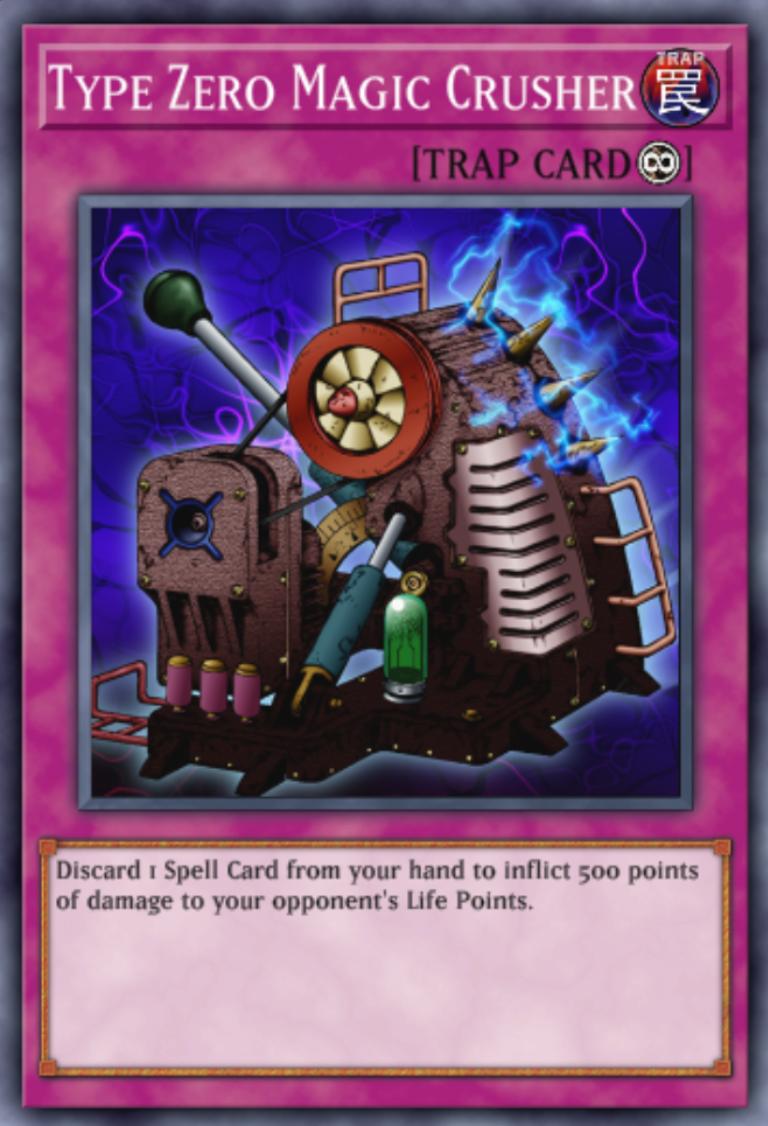 TYPE ZERO MAGIC CRUSHER
TRAP
罠
[TRAP CARD ∞]
Discard 1 Spell Card from your hand to inflict 500 points
of damage to your opponent's Life Points.